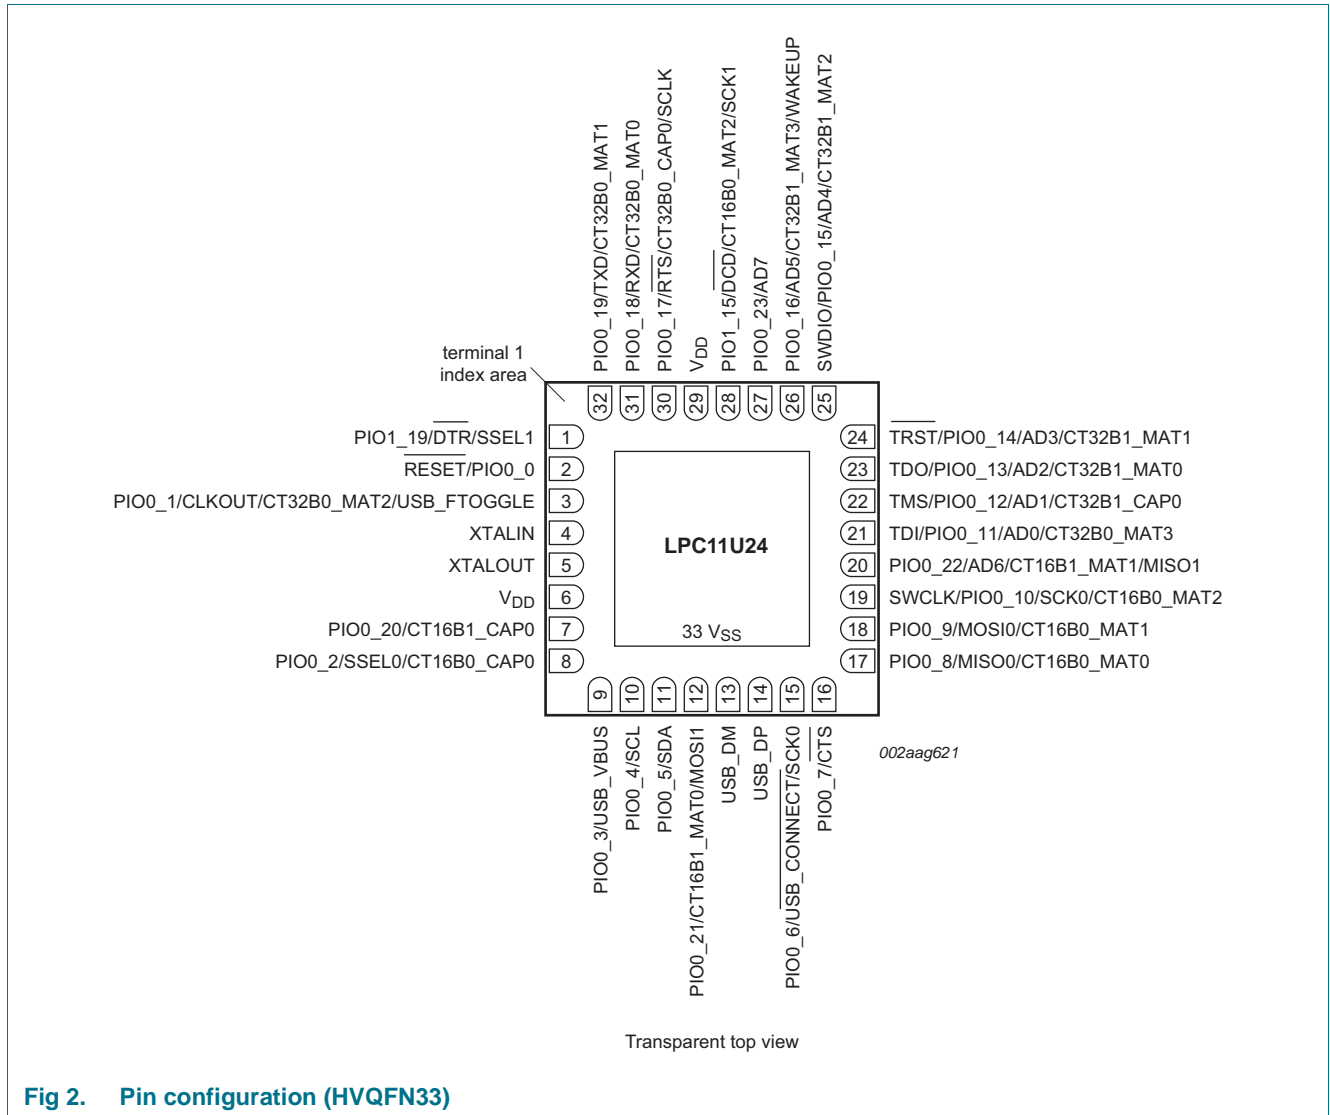 PIO0_19/TXD/CT32B0_MAT1
PIO0_18/RXD/CT32B0_MAT0
PIO0_17/RTS/CT32B0_CAP0/SCLK
VDD
PIO1_15/DCD/CT16B0_MAT2/SCK1
PIO0_23/AD7
PIO0_16/AD5/CT32B1_MAT3/WAKEUP
SWDIO/PIO0_15/AD4/CT32B1_MAT2
terminal 1
index area
32 31 30 29 28 27 26 25
PIO1_19/DTR/SSEL1 1
RESET/PIO0_0 2
PIO0_1/CLKOUT/CT32B0_MAT2/USB_FTOGGLE 3
XTALIN 4
XTALOUT 5
VDD 6
PIO0_20/CT16B1_CAP0 7
PIO0_2/SSEL0/CT16B0_CAP0 8
LPC11U24
33 VSS
24 TRST/PIO0_14/AD3/CT32B1_MAT1
23 TDO/PIO0_13/AD2/CT32B1_MAT0
22 TMS/PIO0_12/AD1/CT32B1_CAP0
21 TDI/PIO0_11/AD0/CT32B0_MAT3
20 PIO0_22/AD6/CT16B1_MAT1/MISO1
19 SWCLK/PIO0_10/SCK0/CT16B0_MAT2
18 PIO0_9/MOSI0/CT16B0_MAT1
17 PIO0_8/MISO0/CT16B0_MAT0
9 10 11 12 13 14 15 16
PIO0_3/USB_VBUS
PIO0_4/SCL
PIO0_5/SDA
PIO0_21/CT16B1_MAT0/MOSI1
USB_DM
USB_DP
PIO0_6/USB_CONNECT/SCK0
PIO0_7/CTS
002aag621
Transparent top view
Fig 2. Pin configuration (HVQFN33)